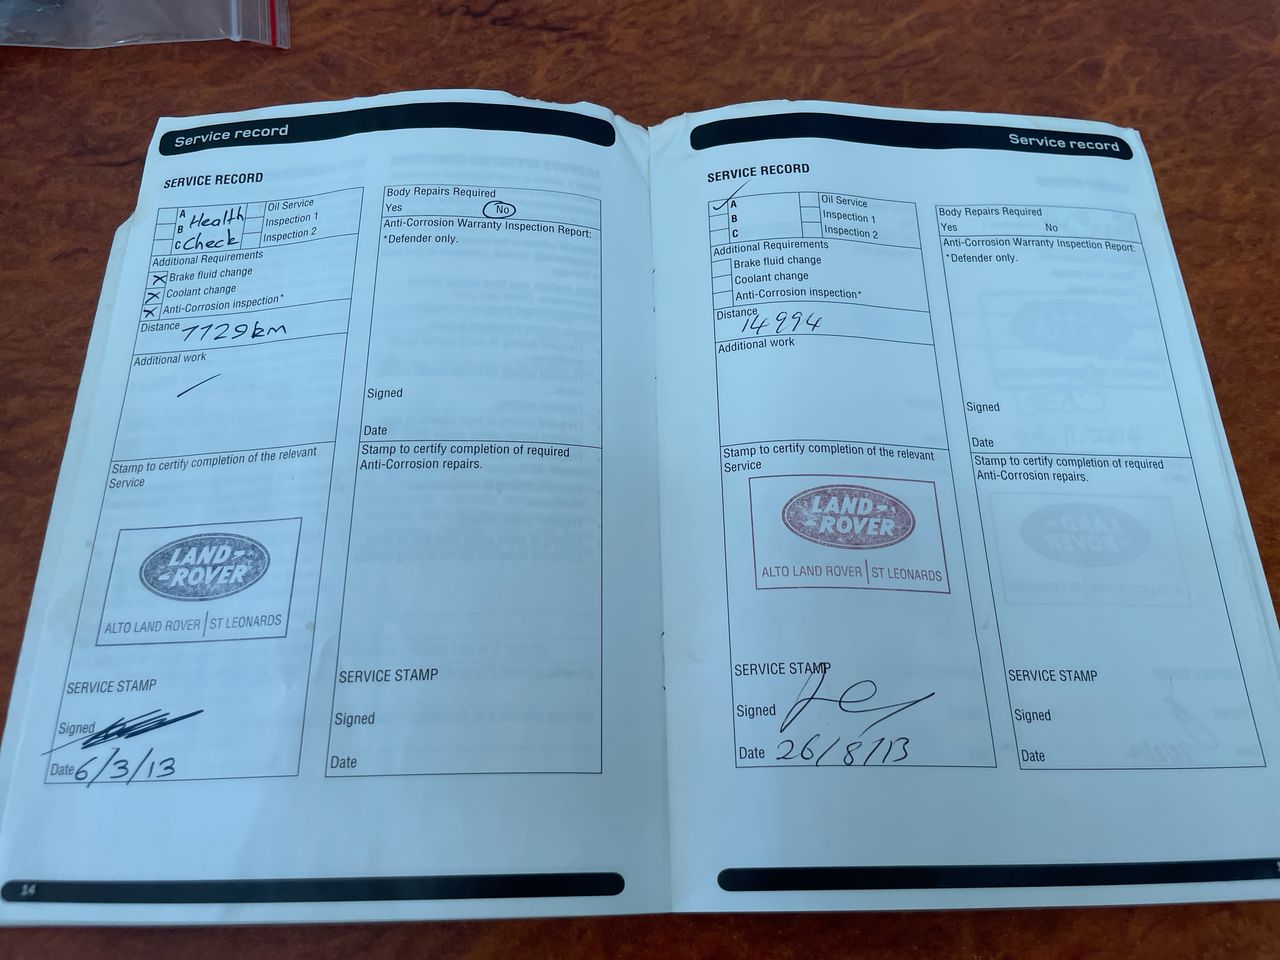 Service record
SERVICE RECORD
A Health Oil Service
B Check Inspection 1
C Inspection 2
Additional Requirements
Brake fluid change
Coolant change
Anti-Corrosion inspection*
Distance 7729km
Additional work
Stamp to certify completion of the relevant
Service
LAND-
-ROVER
ALTO LAND ROVER | ST LEONARDS
SERVICE STAMP
Signed
Date 6/3/13
Body Repairs Required
Yes No
Anti-Corrosion Warranty Inspection Report:
*Defender only.
Signed
Date
Stamp to certify completion of required
Anti-Corrosion repairs.
SERVICE STAMP
Signed
Date
14
Service record
SERVICE RECORD
A Oil Service
B Inspection 1
C Inspection 2
Additional Requirements
Brake fluid change
Coolant change
Anti-Corrosion inspection*
Distance 14994
Additional work
Stamp to certify completion of the relevant
Service
LAND-
-ROVER
ALTO LAND ROVER | ST LEONARDS
SERVICE STAMP
Signed
Date 26/8/13
Body Repairs Required
Yes No
Anti-Corrosion Warranty Inspection Report:
*Defender only.
Signed
Date
Stamp to certify completion of required
Anti-Corrosion repairs.
SERVICE STAMP
Signed
Date